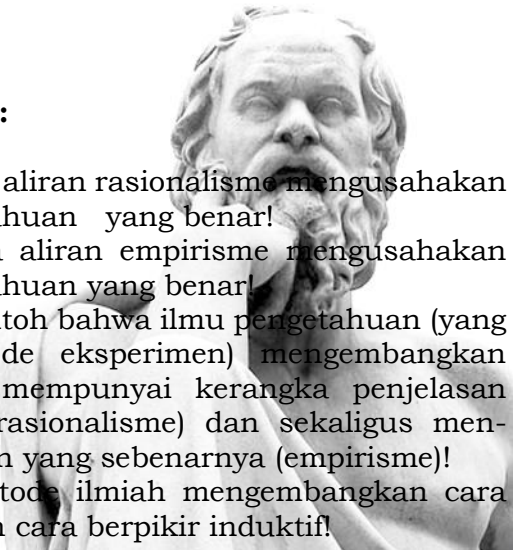 :
aliran rasionalisme mengusahakan
ahuan yang benar!
aliran empirisme mengusahakan
ahuan yang benar!
toh bahwa ilmu pengetahuan (yang
de eksperimen) mengembangkan
mempunyai kerangka penjelasan
rasionalisme) dan sekaligus men-
n yang sebenarnya (empirisme)!
tode ilmiah mengembangkan cara
n cara berpikir induktif!